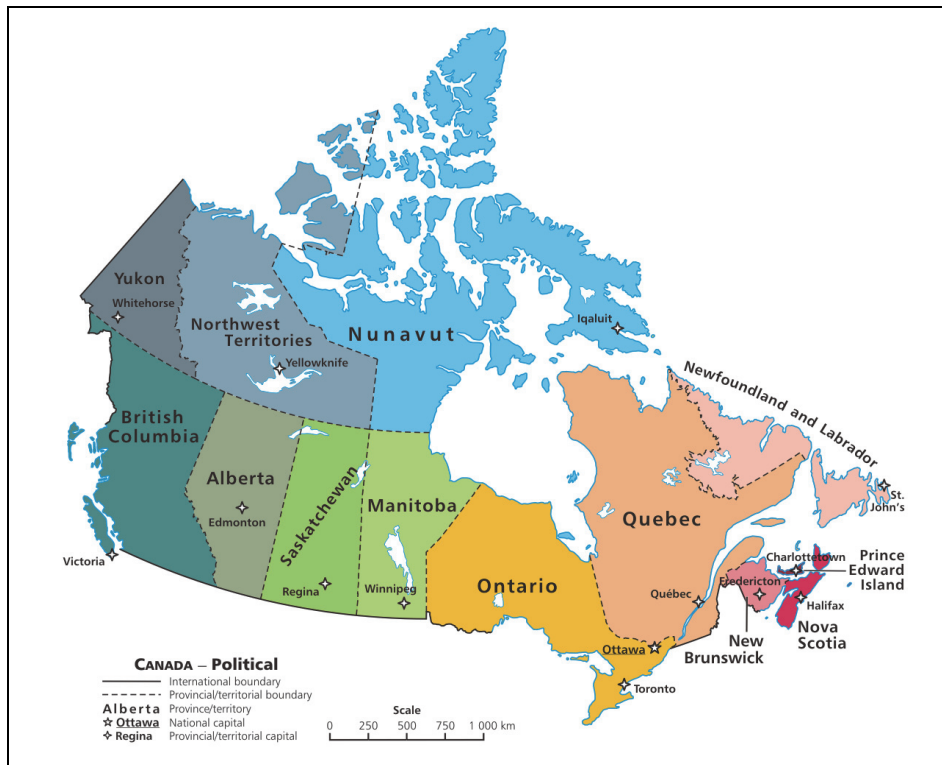 Yukon
Whitehorse
Northwest
Territories
Yellowknife
Nunavut
Iqaluit
British
Columbia
Victoria
Alberta
Edmonton
Saskatchewan
Regina
Manitoba
Winnipeg
Ontario
Ottawa
Toronto
Quebec
Québec
Newfoundland and Labrador
St.
John's
Charlottetown
Prince
Edward
Island
Fredericton
New
Brunswick
Halifax
Nova
Scotia
CANADA – Political
International boundary
Provincial/territorial boundary
Alberta Province/territory
Ottawa National capital
Regina Provincial/territorial capital
Scale
0 250 500 750 1 000 km